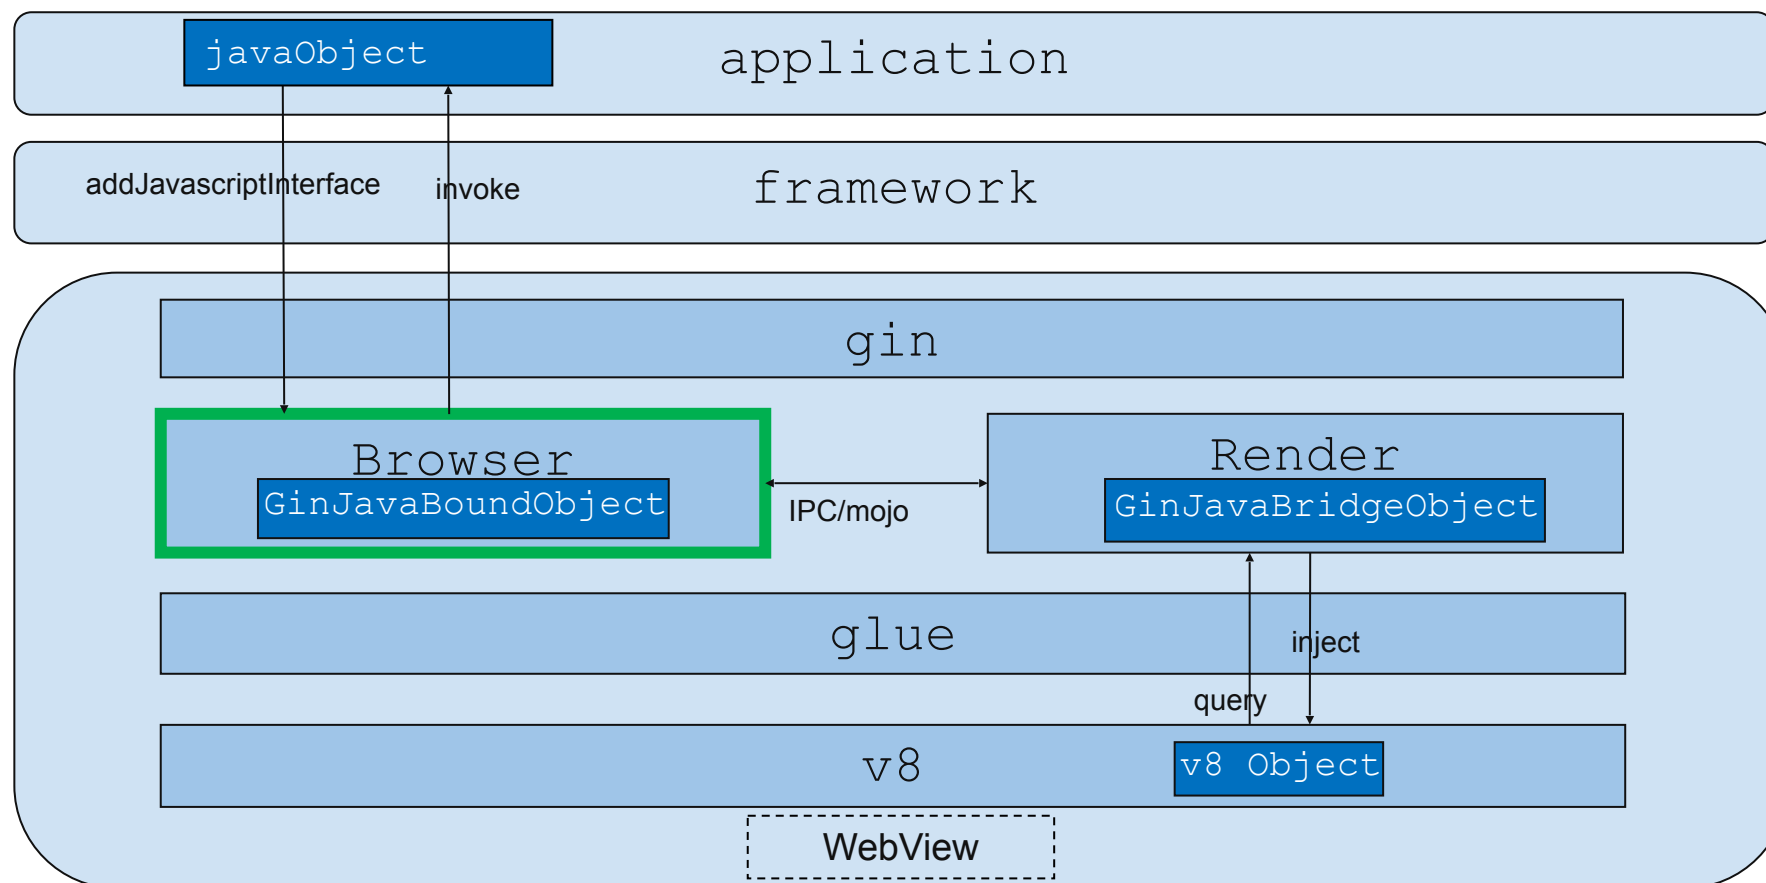 javaObject
application
addJavascriptInterface
invoke
framework
gin
Browser
GinJavaBoundObject
IPC/mojo
Render
GinJavaBridgeObject
glue
inject
query
v8
v8 Object
WebView